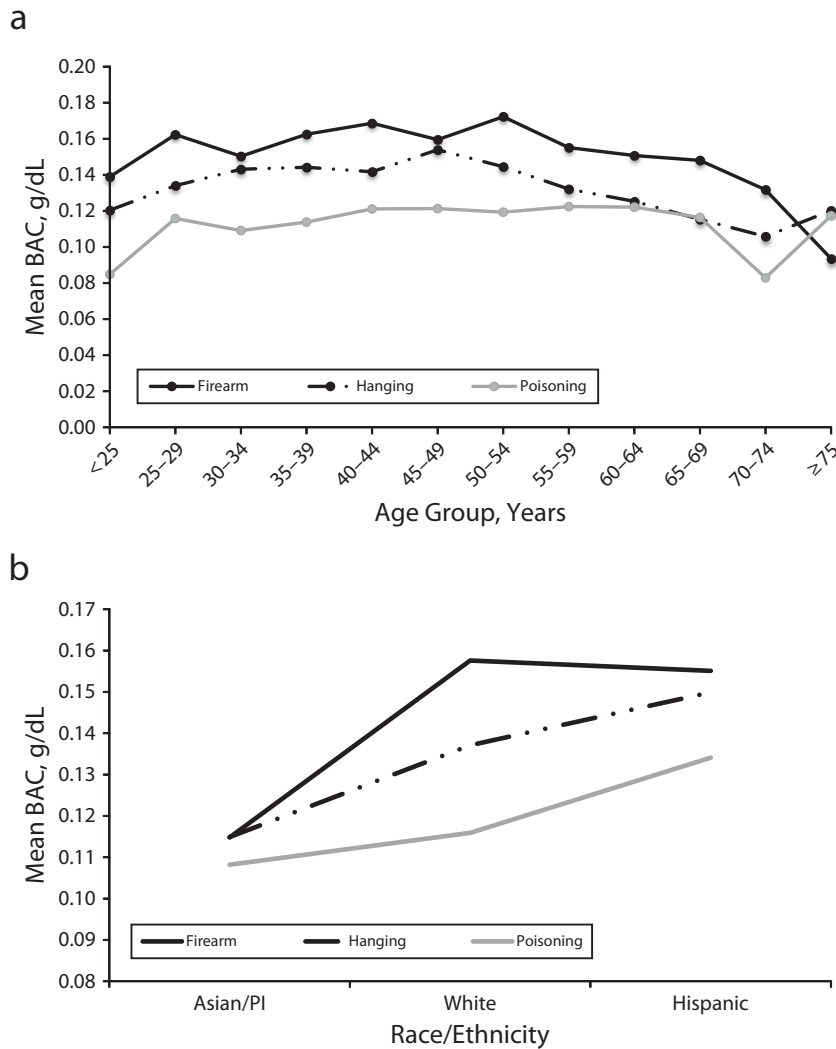 a
Mean BAC, g/dL
0.20
0.18
0.16
0.14
0.12
0.10
0.08
0.06
0.04
0.02
0.00
Firearm Hanging Poisoning
<25 25–29 30–34 35–39 40–44 45–49 50–54 55–59 60–64 65–69 70–74 ≥75
Age Group, Years
b
Mean BAC, g/dL
0.17
0.16
0.15
0.14
0.13
0.12
0.11
0.10
0.09
0.08
Firearm Hanging Poisoning
Asian/PI White Hispanic
Race/Ethnicity